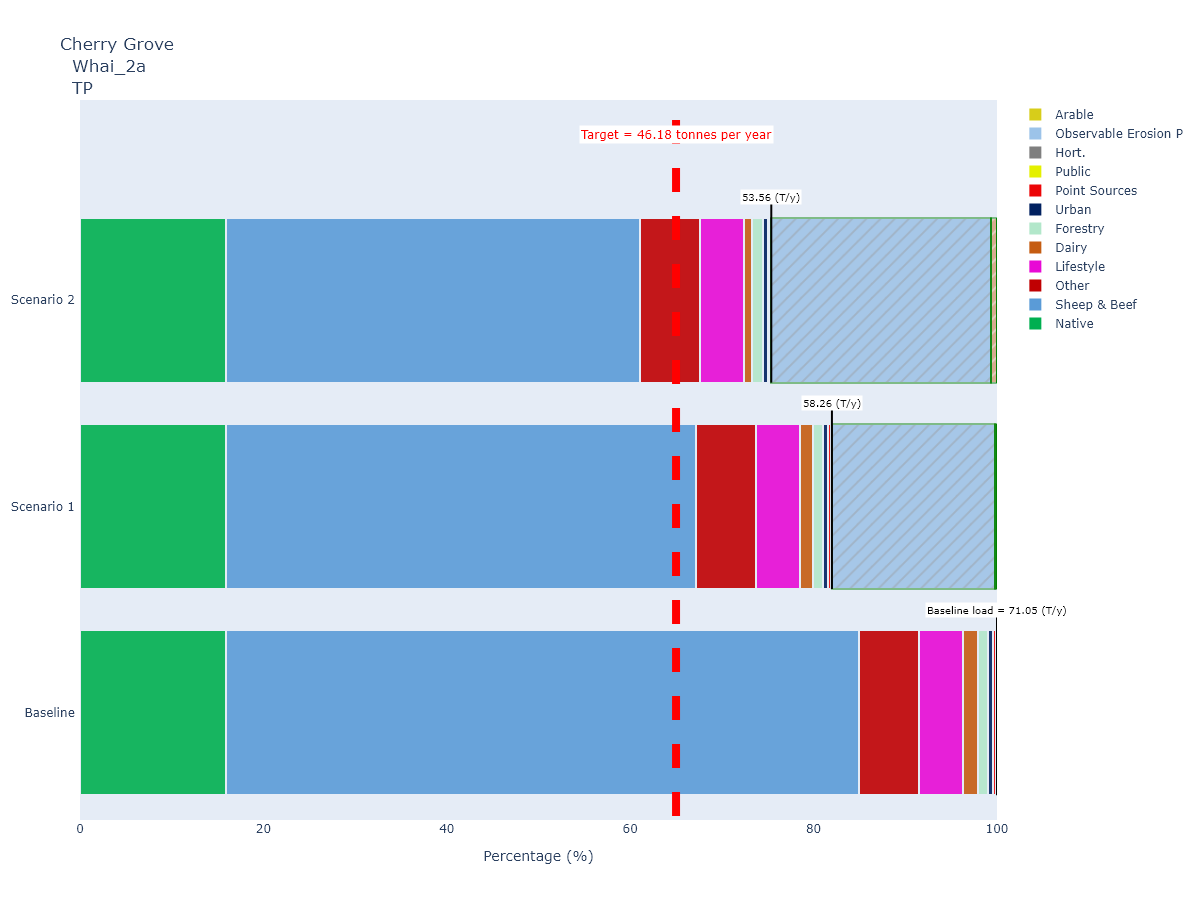 Cherry Grove
Whai_2a
TP
Target = 46.18 tonnes per year
53.56 (T/y)
Scenario 2
58.26 (T/y)
Scenario 1
Baseline load = 71.05 (T/y)
Baseline
0 20 40 60 80 100
Percentage (%)
Arable
Observable Erosion P
Hort.
Public
Point Sources
Urban
Forestry
Dairy
Lifestyle
Other
Sheep & Beef
Native